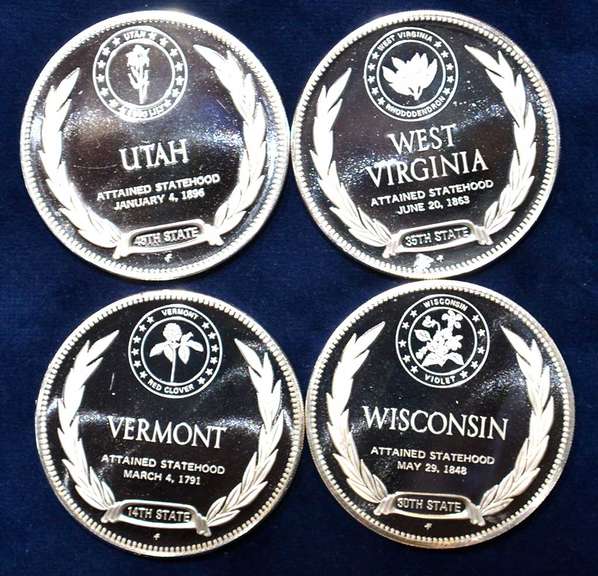 UTAH
SEGO LILY
UTAH
ATTAINED STATEHOOD
JANUARY 4, 1896
45TH STATE
WEST VIRGINIA
RHODODENDRON
WEST
VIRGINIA
ATTAINED STATEHOOD
JUNE 20, 1863
35TH STATE
VERMONT
RED CLOVER
VERMONT
ATTAINED STATEHOOD
MARCH 4, 1791
14TH STATE
WISCONSIN
VIOLET
WISCONSIN
ATTAINED STATEHOOD
MAY 29, 1848
30TH STATE